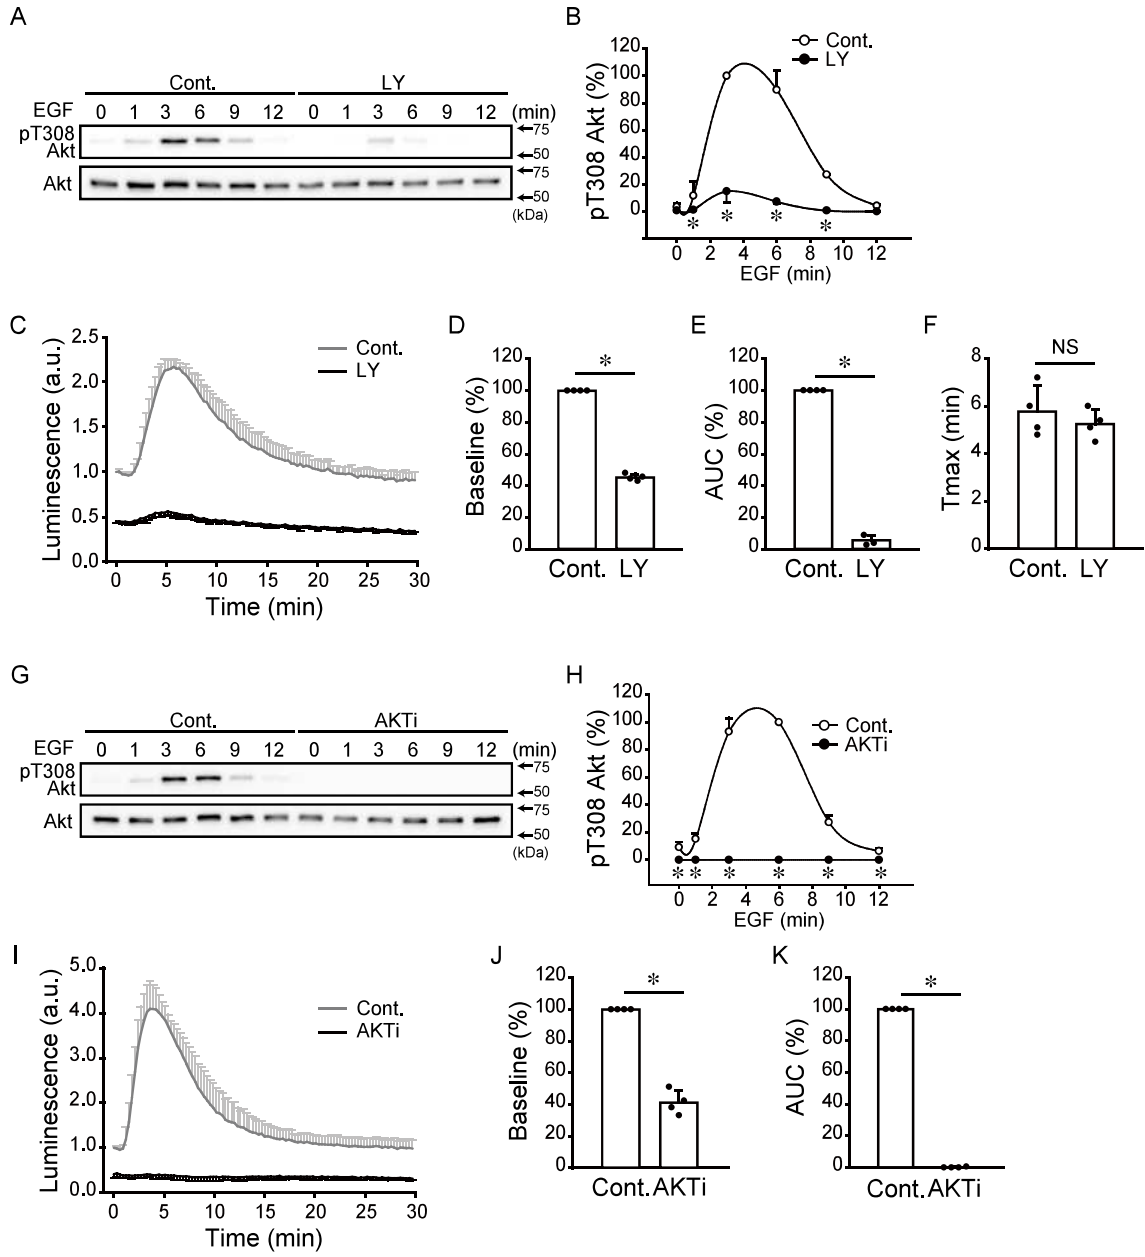 A
Cont. LY
EGF 0 1 3 6 9 12 0 1 3 6 9 12 (min)
pT308
Akt
75
50
Akt
75
50
(kDa)
B
Cont.
LY
pT308 Akt (%)
120
100
80
60
40
20
0
* * * *
0 2 4 6 8 10 12
EGF (min)
C
Luminescence (a.u.)
2.5
2.0
1.5
1.0
0.5
0.0
Cont.
LY
0 5 10 15 20 25 30
Time (min)
D
Baseline (%)
120
100
80
60
40
20
0
*
Cont. LY
E
AUC (%)
120
100
80
60
40
20
0
*
Cont. LY
F
Tmax (min)
8
6
4
2
0
NS
Cont. LY
G
Cont. AKTi
EGF 0 1 3 6 9 12 0 1 3 6 9 12 (min)
pT308
Akt
75
50
Akt
75
50
(kDa)
H
pT308 Akt (%)
120
100
80
60
40
20
0
Cont.
AKTi
* * * * * *
0 2 4 6 8 10 12
EGF (min)
I
Luminescence (a.u.)
5.0
4.0
3.0
2.0
1.0
0.0
Cont.
AKTi
0 5 10 15 20 25 30
Time (min)
J
Baseline (%)
120
100
80
60
40
20
0
*
Cont. AKTi
K
AUC (%)
120
100
80
60
40
20
0
*
Cont. AKTi